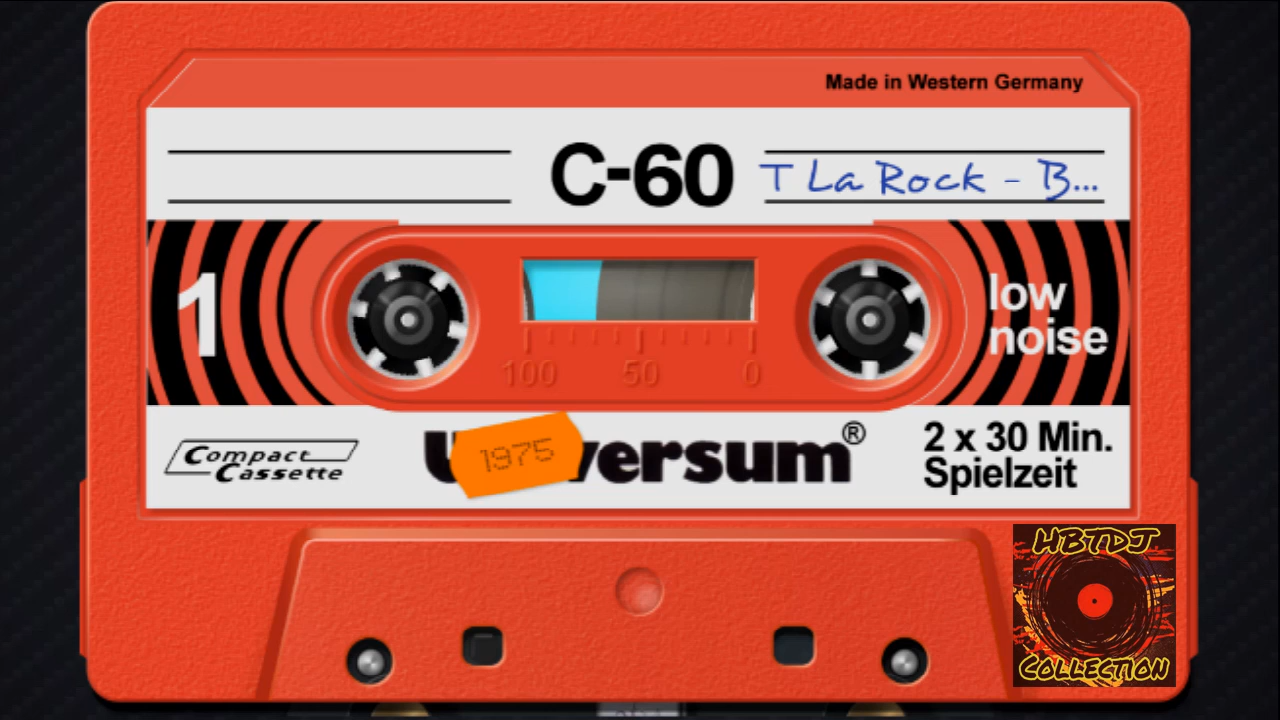 Made in Western Germany
C-60
T La Rock - B...
1
low
noise
100 50 0
Compact
Cassette
1975
versum®
2 x 30 Min.
Spielzeit
HBTDJ
COLLECTION